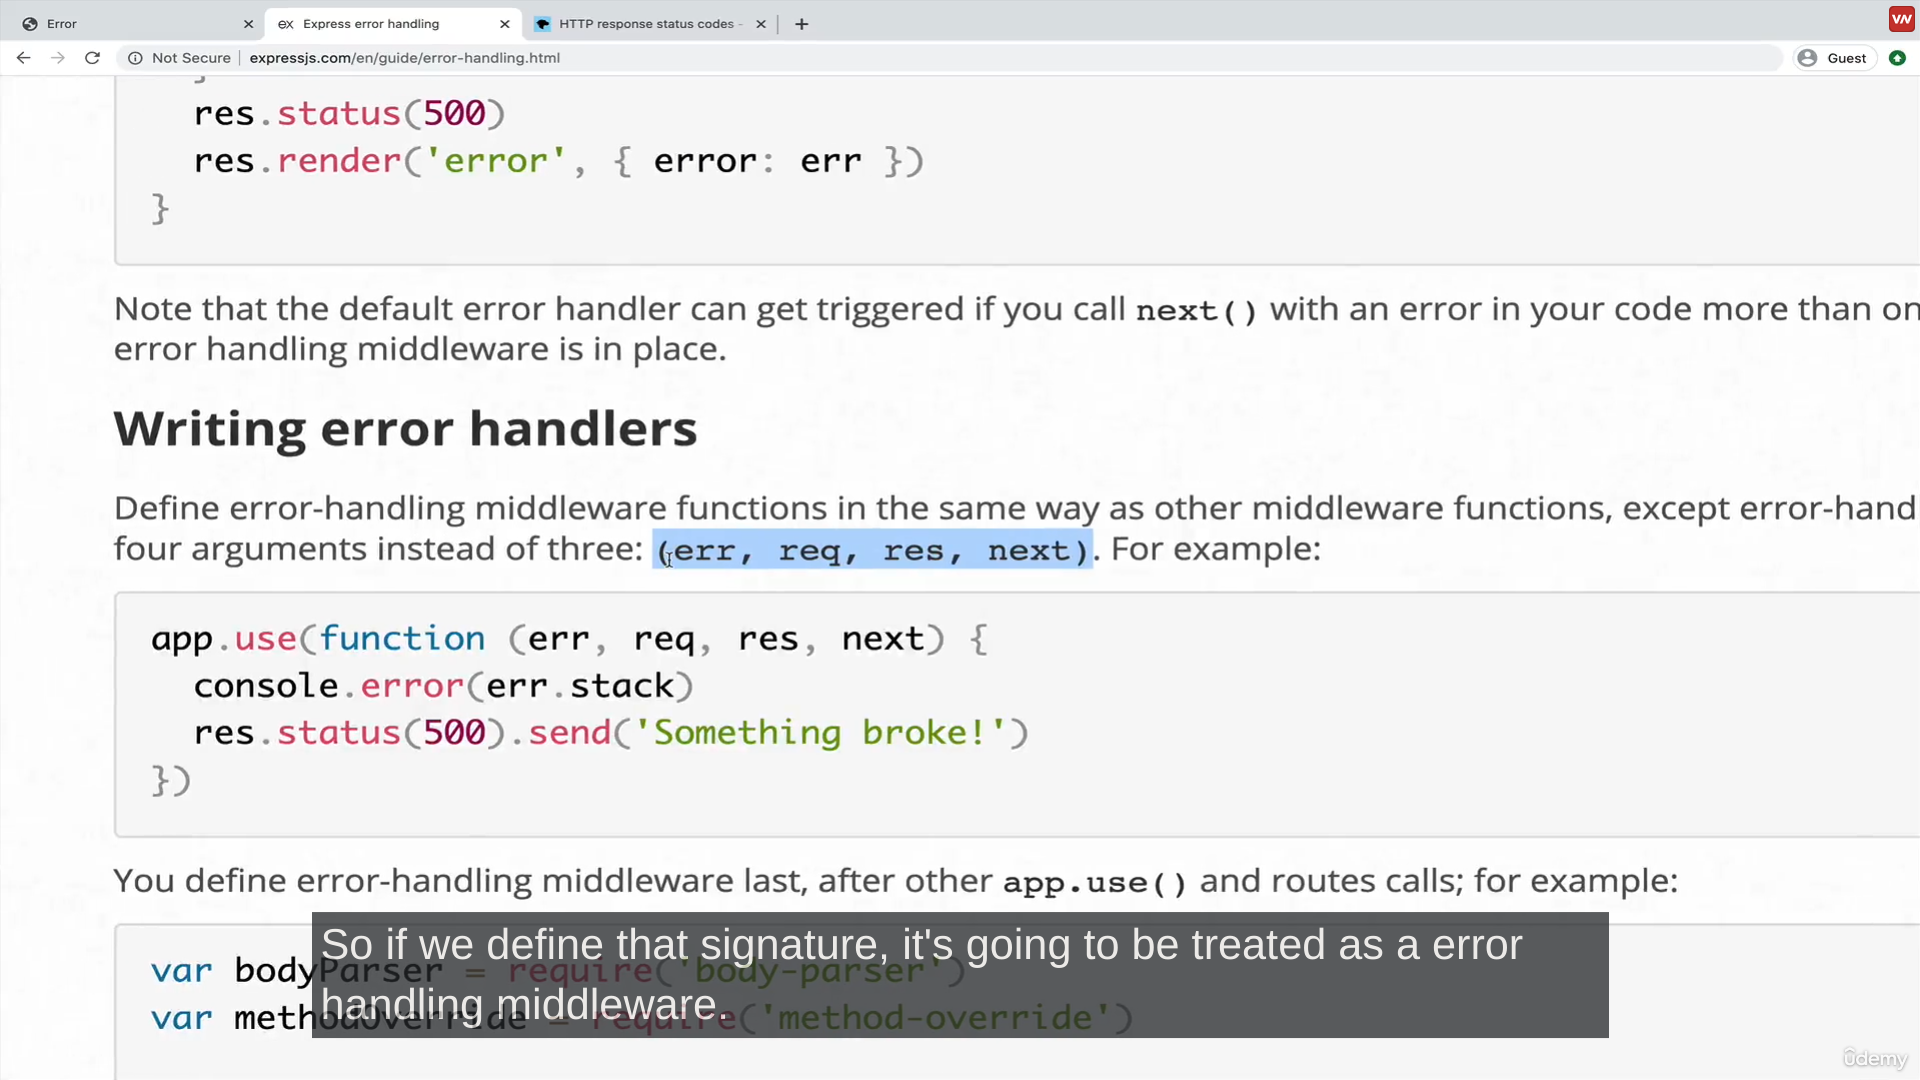 Error
ex Express error handling
HTTP response status codes -
VN
Not Secure
expressjs.com/en/guide/error-handling.html
Guest
}
res.status(500)
res.render('error', { error: err })
}
Note that the default error handler can get triggered if you call next() with an error in your code more than on
error handling middleware is in place.
Writing error handlers
Define error-handling middleware functions in the same way as other middleware functions, except error-hand
four arguments instead of three: (err, req, res, next). For example:
app.use(function (err, req, res, next) {
console.error(err.stack)
res.status(500).send('Something broke!')
})
You define error-handling middleware last, after other app.use() and routes calls; for example:
var bodyParser = require('body-parser')
var methodOverride = require('method-override')
So if we define that signature, it's going to be treated as a error
handling middleware.
ûdemy